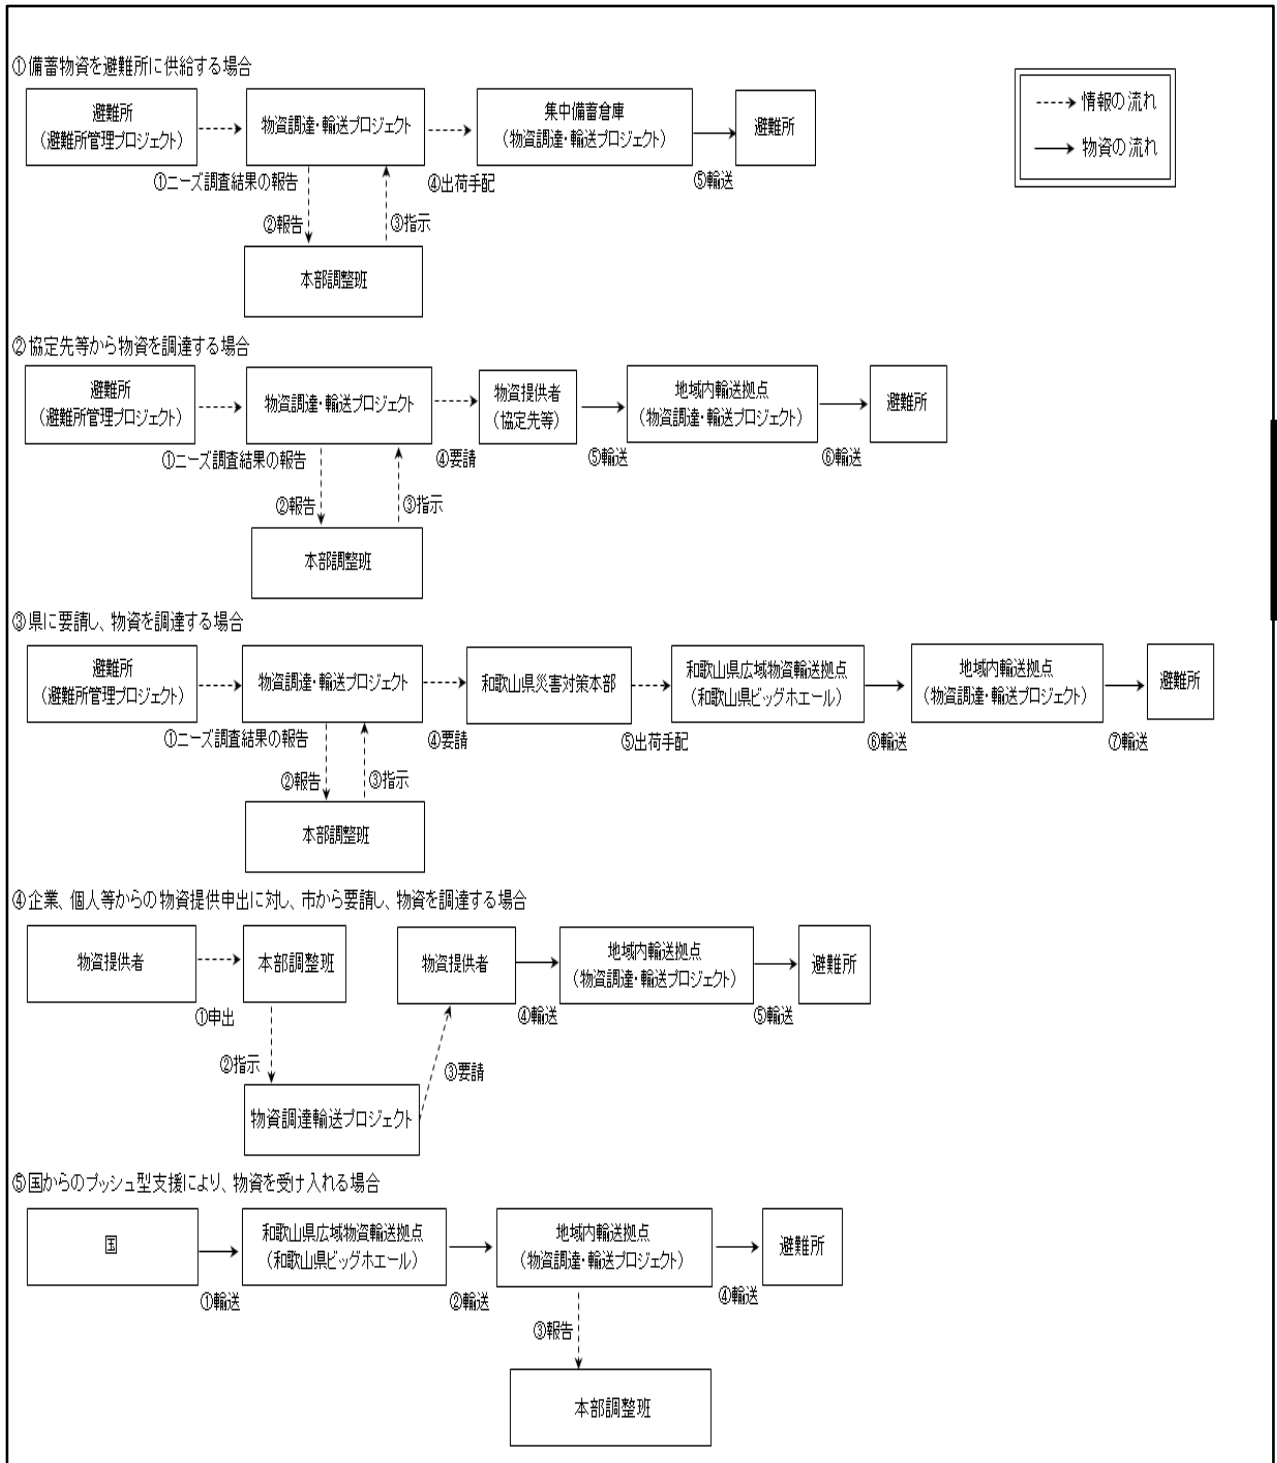 ①備蓄物資を避難所に供給する場合
避難所
（避難所管理プロジェクト）
物資調達・輸送プロジェクト
集中備蓄倉庫
（物資調達・輸送プロジェクト）
避難所
情報の流れ
物資の流れ
①ニーズ調査結果の報告
④出荷手配
⑤輸送
②報告
③指示
本部調整班
②協定先等から物資を調達する場合
避難所
（避難所管理プロジェクト）
物資調達・輸送プロジェクト
物資提供者
（協定先等）
地域内輸送拠点
（物資調達・輸送プロジェクト）
避難所
①ニーズ調査結果の報告
④要請
⑤輸送
⑥輸送
②報告
③指示
本部調整班
③県に要請し、物資を調達する場合
避難所
（避難所管理プロジェクト）
物資調達・輸送プロジェクト
和歌山県災害対策本部
和歌山県広域物資輸送拠点
（和歌山県ビッグホエール）
地域内輸送拠点
（物資調達・輸送プロジェクト）
避難所
①ニーズ調査結果の報告
④要請
⑤出荷手配
⑥輸送
⑦輸送
②報告
③指示
本部調整班
④企業、個人等からの物資提供申出に対し、市から要請し、物資を調達する場合
物資提供者
本部調整班
物資提供者
地域内輸送拠点
（物資調達・輸送プロジェクト）
避難所
①申出
④輸送
⑤輸送
②指示
③要請
物資調達輸送プロジェクト
⑤国からのプッシュ型支援により、物資を受け入れる場合
国
和歌山県広域物資輸送拠点
（和歌山県ビッグホエール）
地域内輸送拠点
（物資調達・輸送プロジェクト）
避難所
①輸送
②輸送
④輸送
③報告
本部調整班